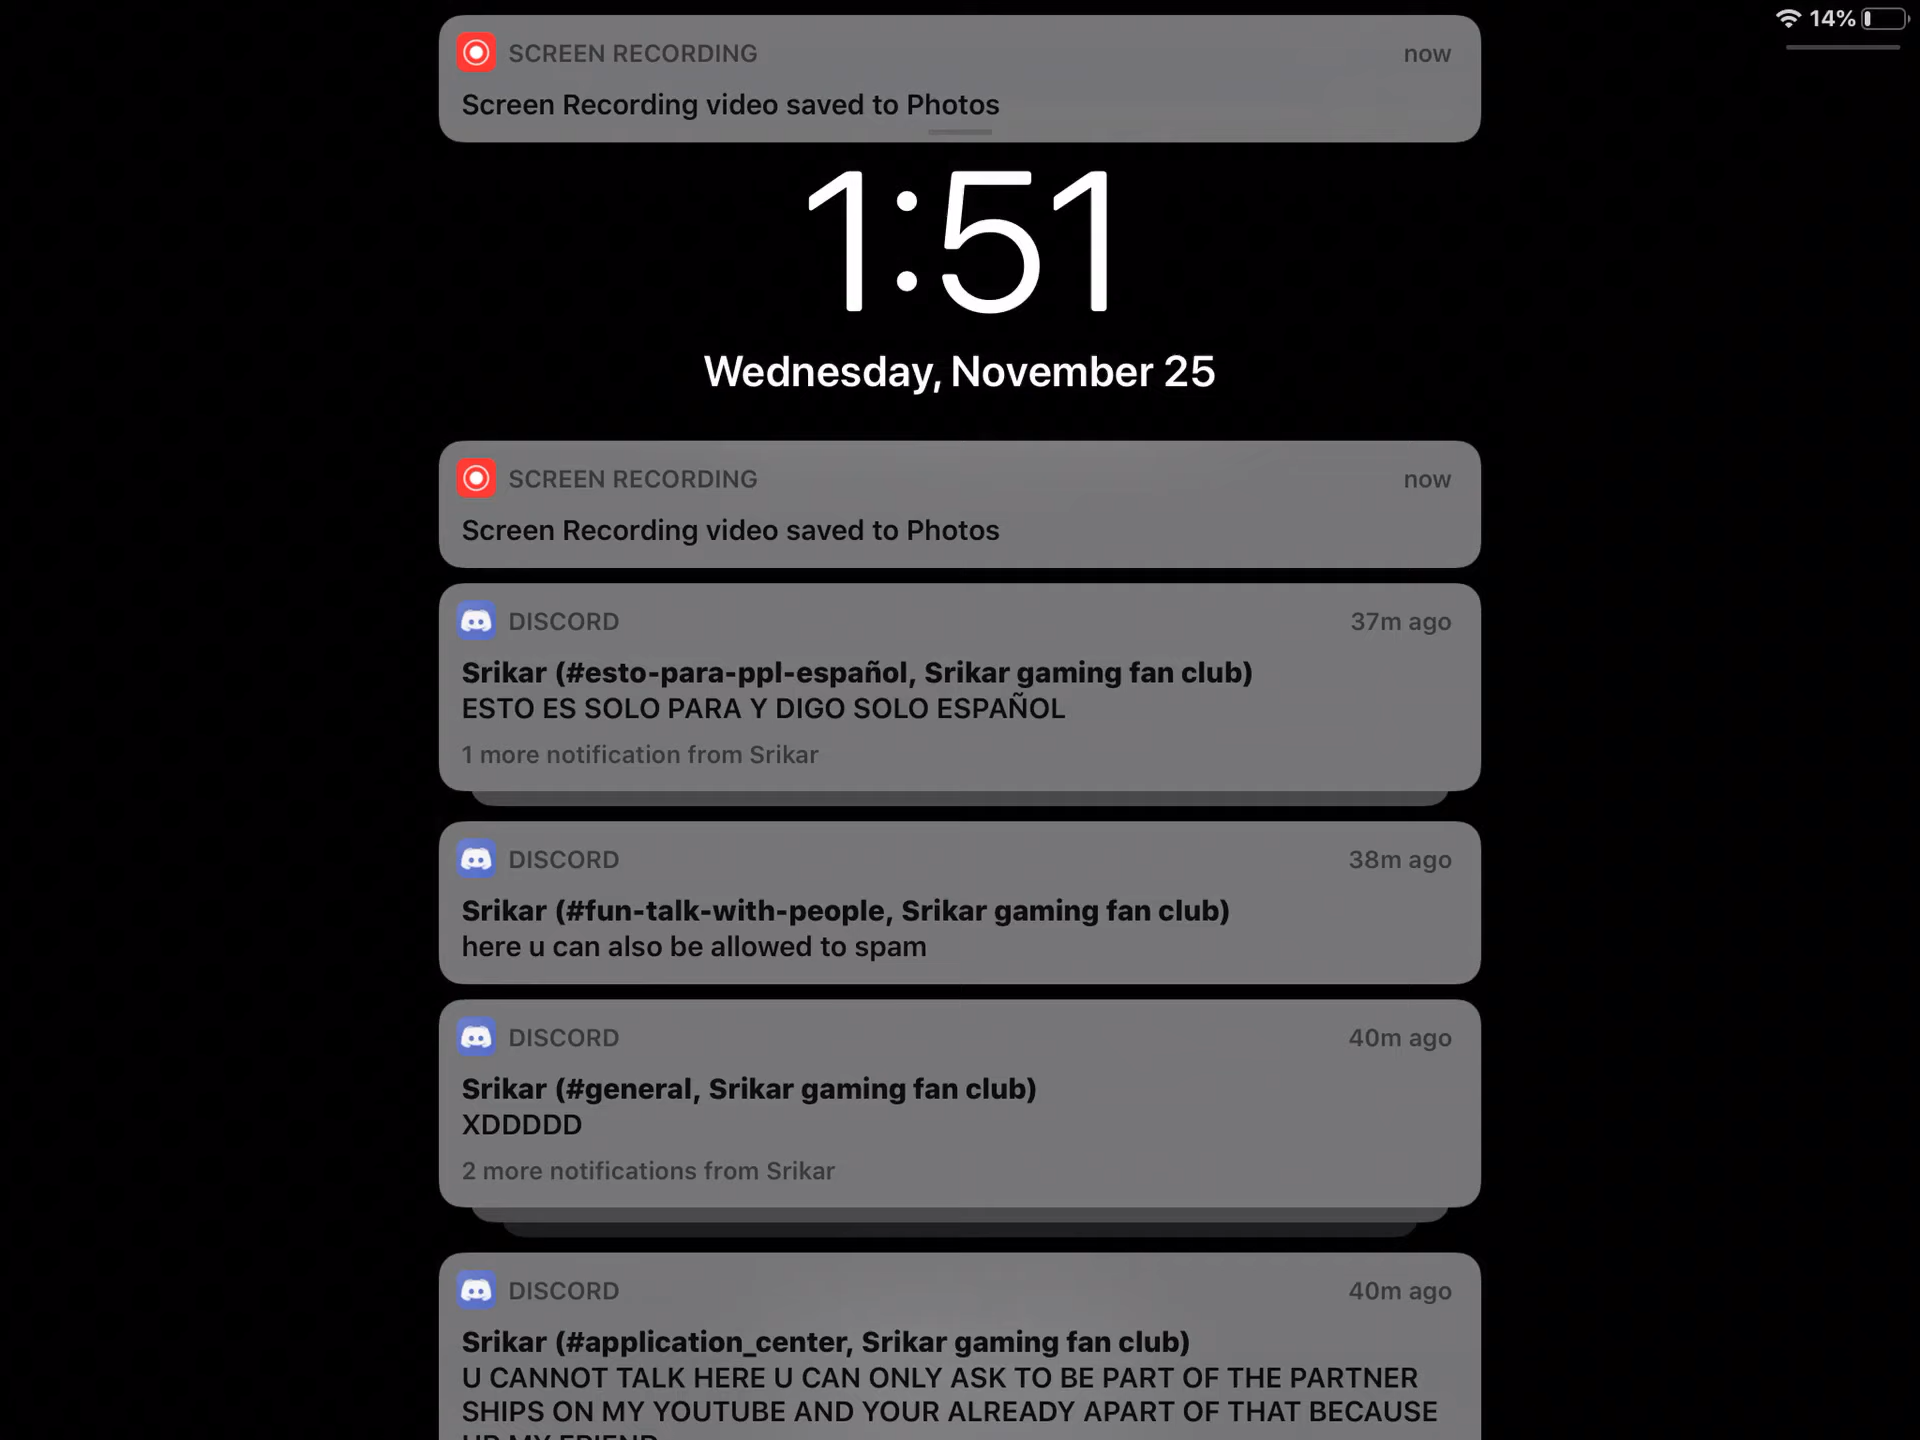 14%
SCREEN RECORDING now
Screen Recording video saved to Photos
1:51
Wednesday, November 25
SCREEN RECORDING now
Screen Recording video saved to Photos
DISCORD 37m ago
Srikar (#esto-para-ppl-español, Srikar gaming fan club)
ESTO ES SOLO PARA Y DIGO SOLO ESPAÑOL
1 more notification from Srikar
DISCORD 38m ago
Srikar (#fun-talk-with-people, Srikar gaming fan club)
here u can also be allowed to spam
DISCORD 40m ago
Srikar (#general, Srikar gaming fan club)
XDDDDD
2 more notifications from Srikar
DISCORD 40m ago
Srikar (#application_center, Srikar gaming fan club)
U CANNOT TALK HERE U CAN ONLY ASK TO BE PART OF THE PARTNER
SHIPS ON MY YOUTUBE AND YOUR ALREADY APART OF THAT BECAUSE